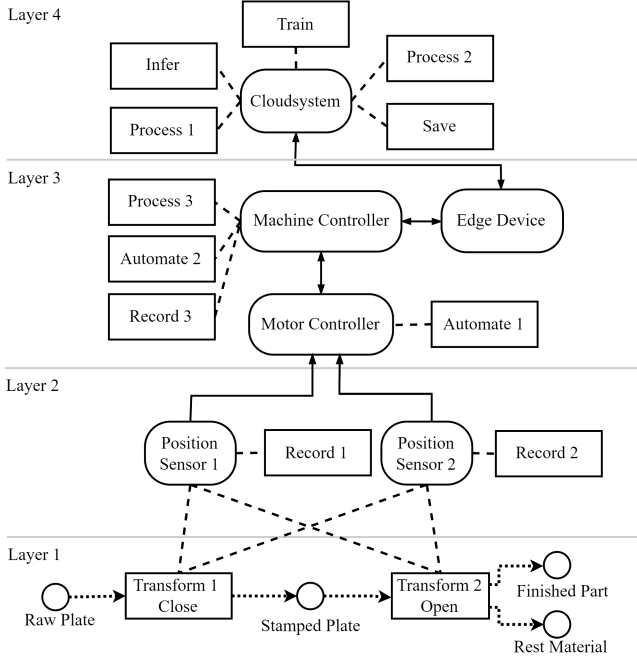 Layer 4
Train
Infer
Process 2
Cloudsystem
Process 1
Save
Layer 3
Process 3
Machine Controller
Edge Device
Automate 2
Record 3
Motor Controller
Automate 1
Layer 2
Position
Sensor 1
Record 1
Position
Sensor 2
Record 2
Layer 1
Transform 1
Close
Transform 2
Open
Finished Part
Raw Plate
Stamped Plate
Rest Material